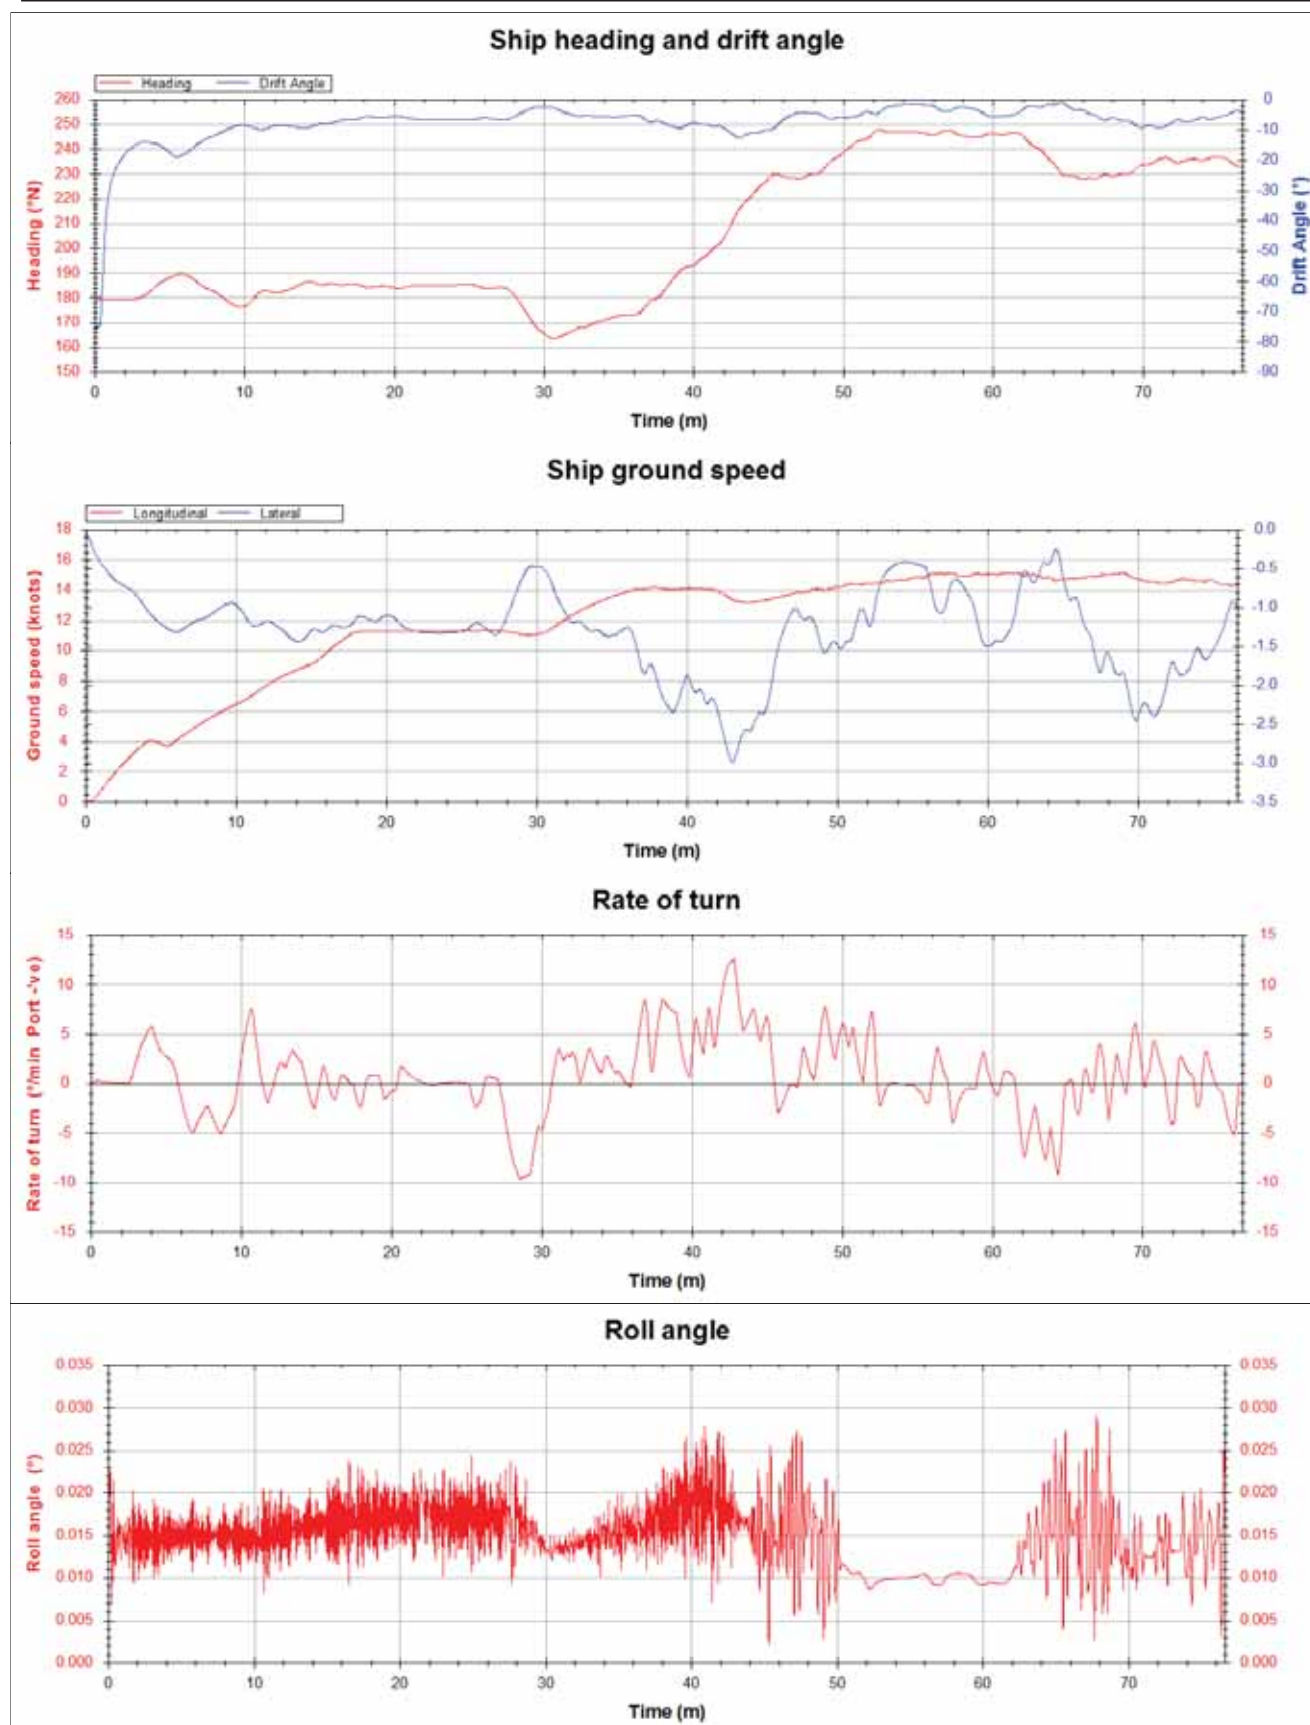 Ship heading and drift angle
Heading Drift Angle
260 0
250 -10
240
230 -20
220 -30
210 -40
200
190 -50
180 -60
170 -70
160 -80
150 -90
Heading (°N)
Drift Angle (°)
0 10 20 30 40 50 60 70
Time (m)
Ship ground speed
Longitudinal Lateral
18 0.0
16 -0.5
14 -1.0
12
10 -1.5
8 -2.0
6 -2.5
4 -3.0
2
0 -3.5
Ground speed (knots)
0 10 20 30 40 50 60 70
Time (m)
Rate of turn
15 15
10 10
5 5
0 0
-5 -5
-10 -10
-15 -15
Rate of turn (°/min Port -'ve)
0 10 20 30 40 50 60 70
Time (m)
Roll angle
0.035 0.035
0.030 0.030
0.025 0.025
0.020 0.020
0.015 0.015
0.010 0.010
0.005 0.005
0.000 0.000
Roll angle (°)
0 10 20 30 40 50 60 70
Time (m)